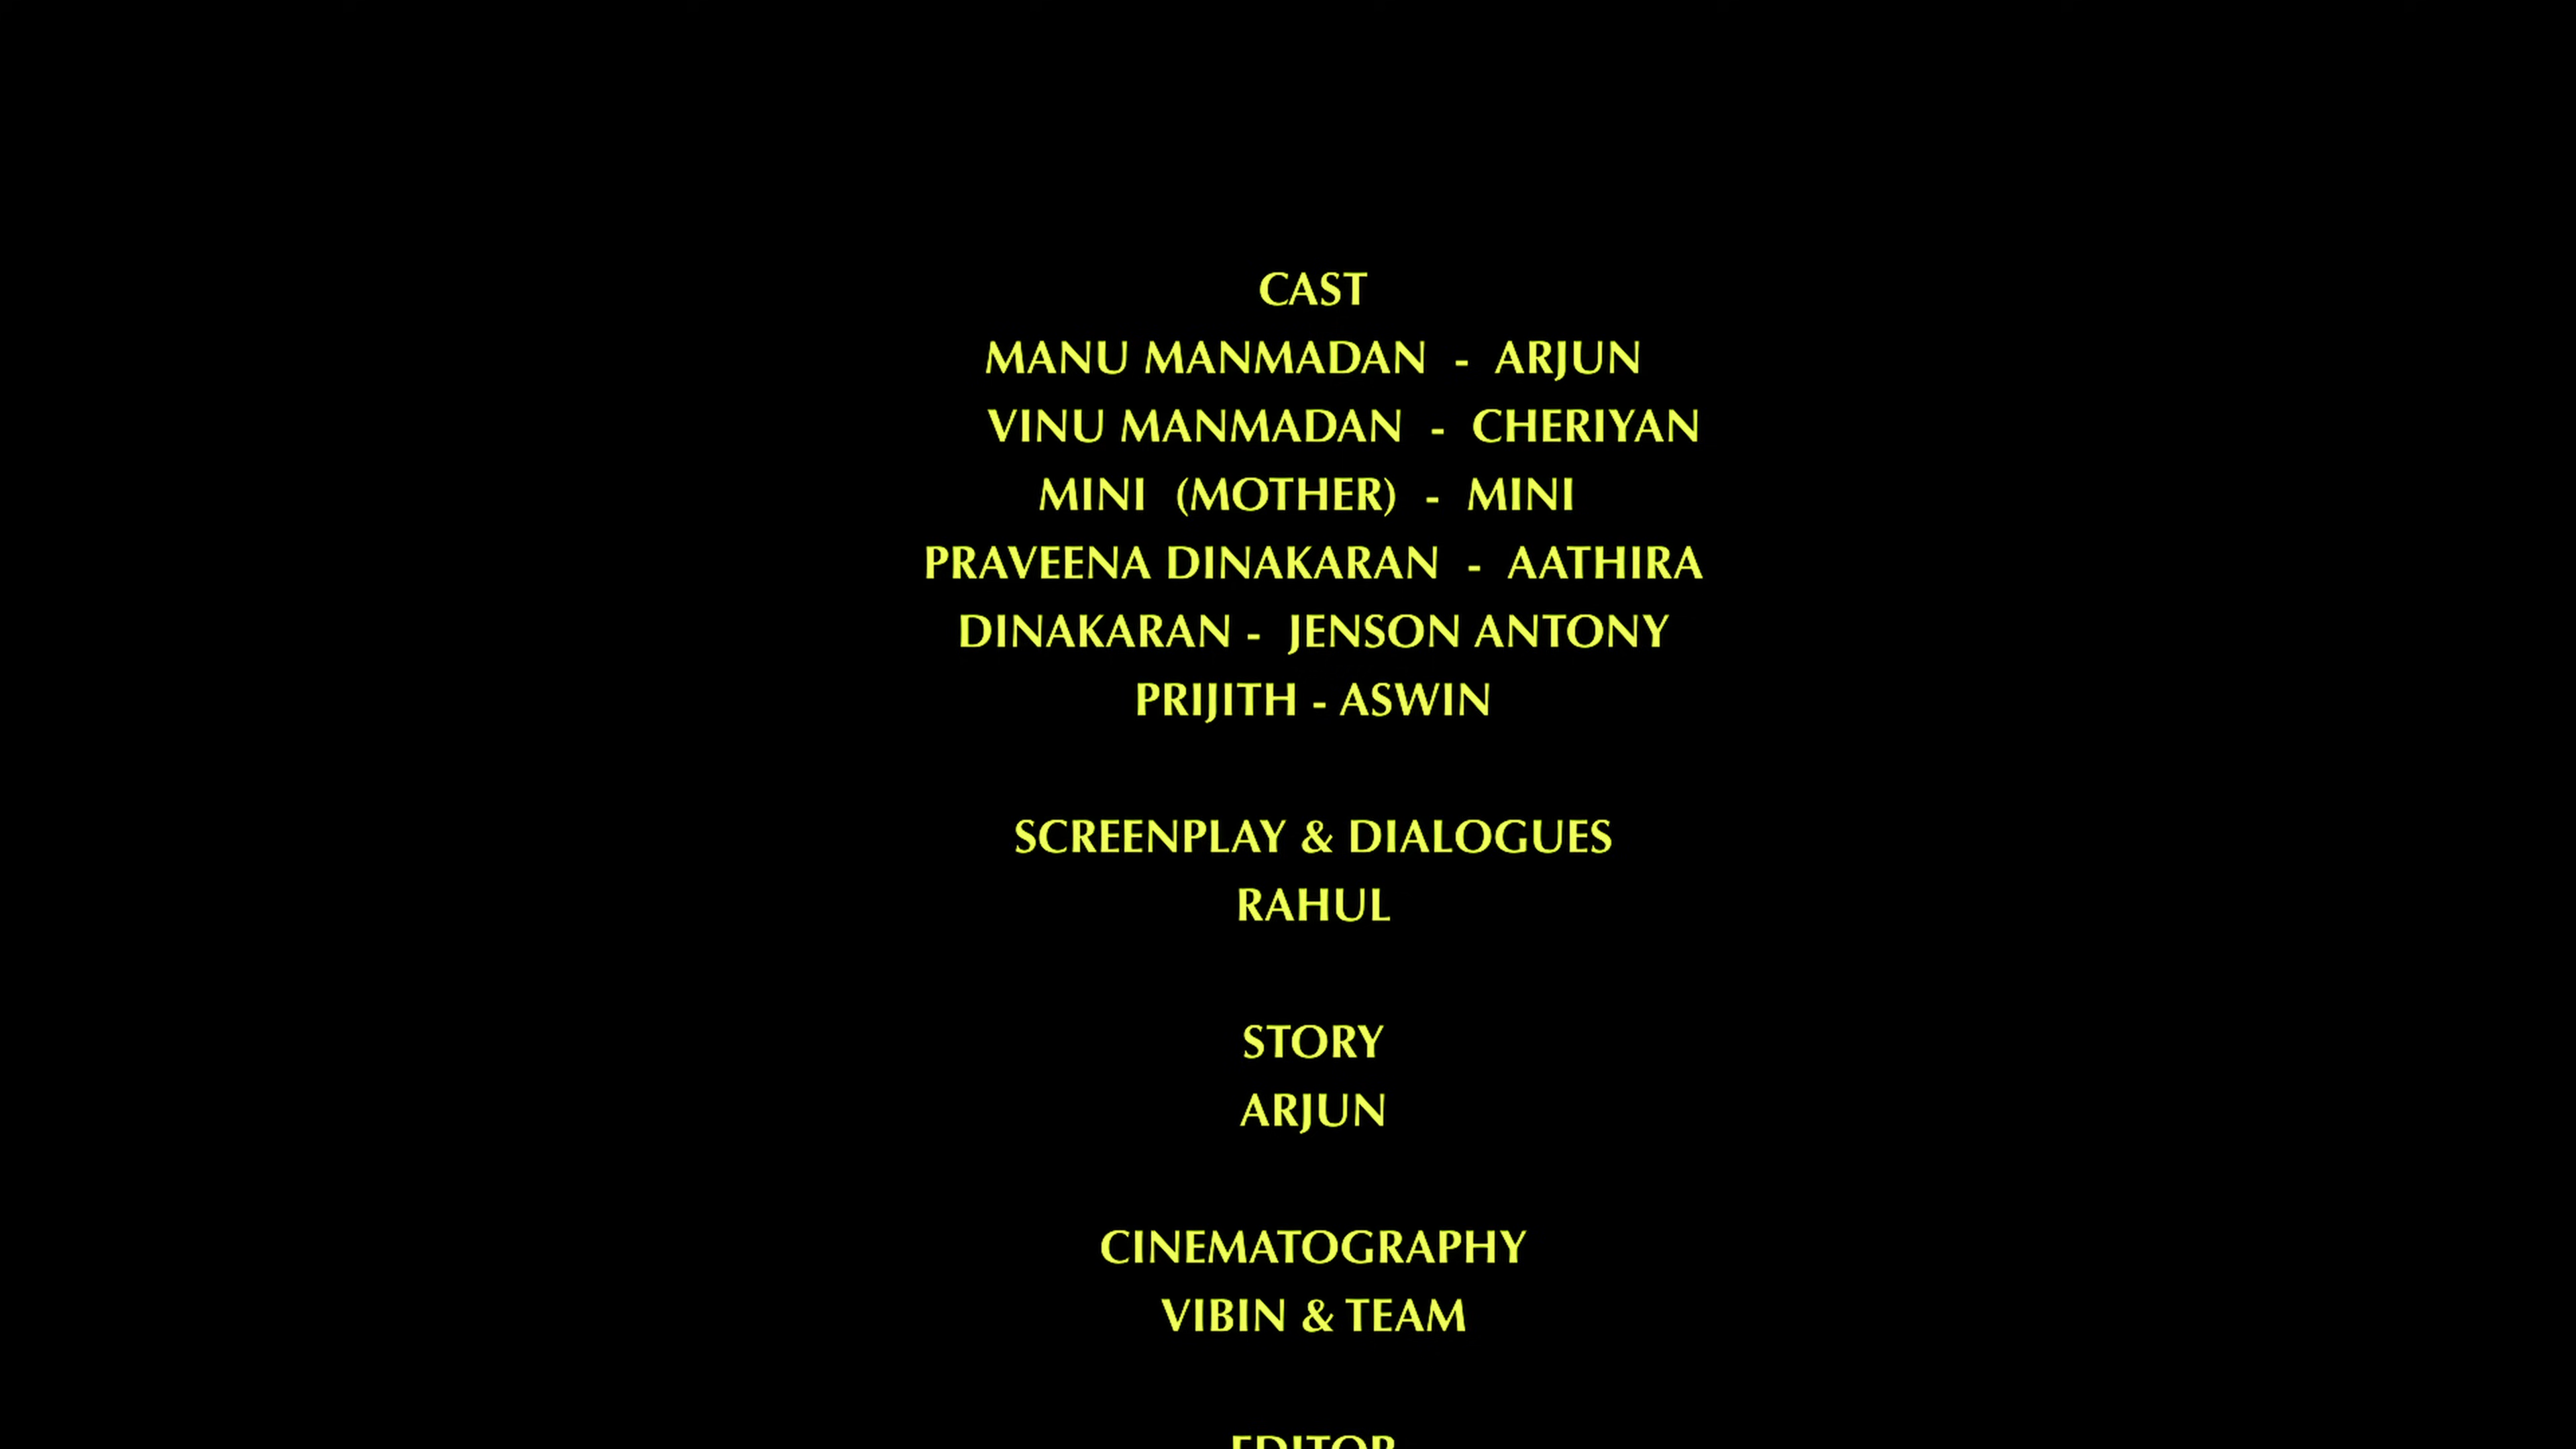 CAST
MANU MANMADAN - ARJUN
VINU MANMADAN - CHERIYAN
MINI (MOTHER) - MINI
PRAVEENA DINAKARAN - AATHIRA
DINAKARAN - JENSON ANTONY
PRIJITH - ASWIN
SCREENPLAY & DIALOGUES
RAHUL
STORY
ARJUN
CINEMATOGRAPHY
VIBIN & TEAM
EDITOR